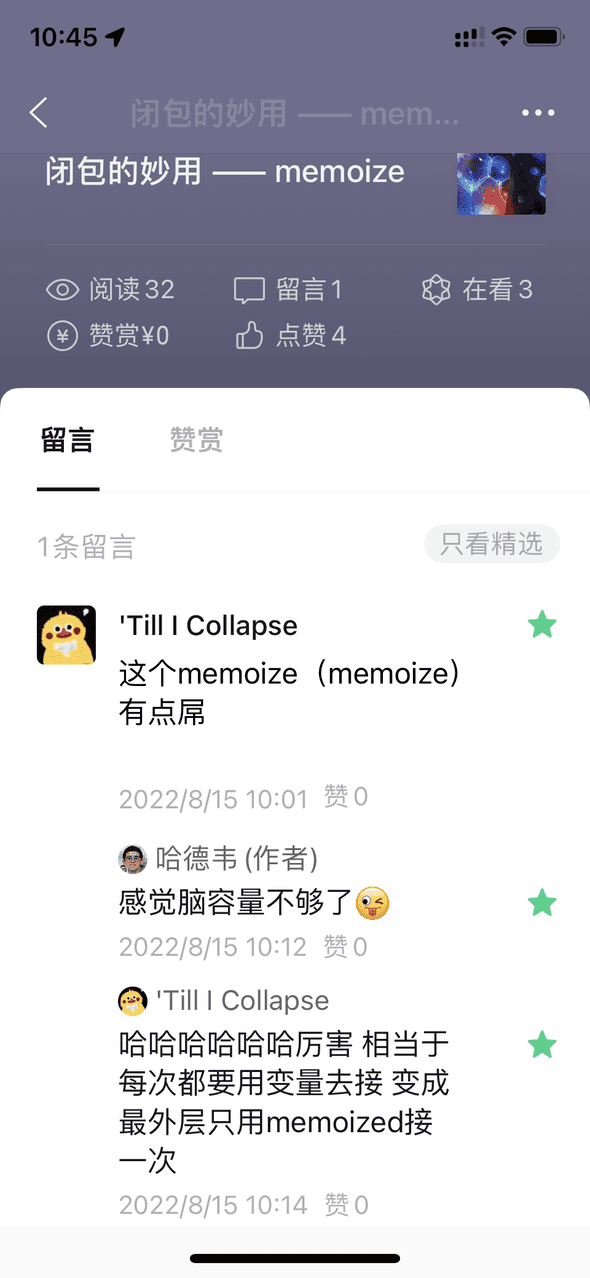 10:45
闭包的妙用 —— mem...
闭包的妙用 —— memoize
阅读32
留言1
在看3
赞赏¥0
点赞4
留言
赞赏
1条留言
只看精选
'Till I Collapse
这个memoize（memoize）
有点屌
2022/8/15 10:01 赞0
哈德韦(作者)
感觉脑容量不够了😜
2022/8/15 10:12 赞0
'Till I Collapse
哈哈哈哈哈哈厉害 相当于
每次都要用变量去接 变成
最外层只用memoized接
一次
2022/8/15 10:14 赞0